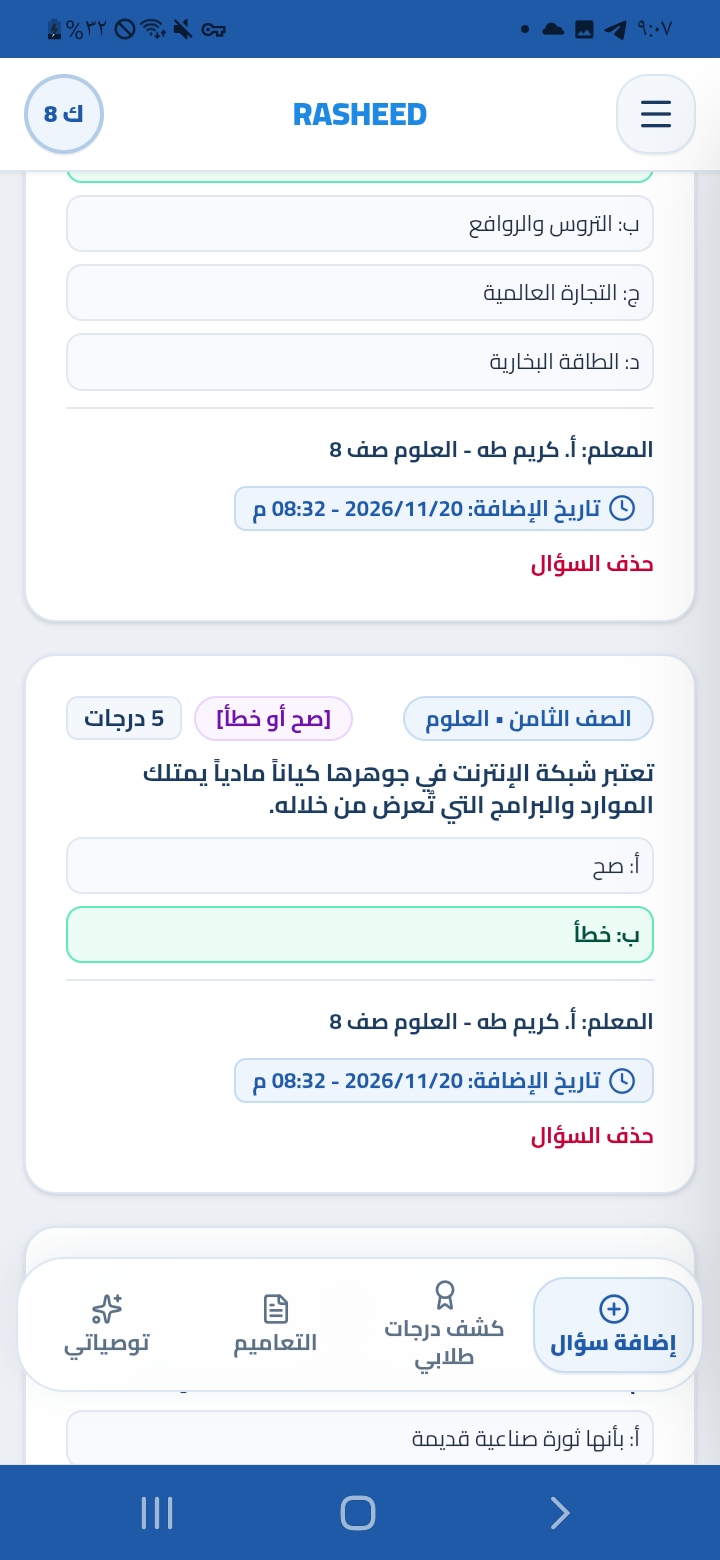 ٩:٠٧
%٣٢
RASHEED
ك 8
ب: التروس والروافع
ج: التجارة العالمية
د: الطاقة البخارية
المعلم: أ. كريم طه - العلوم صف 8
تاريخ الإضافة: 2026/11/20 - 08:32 م
حذف السؤال
الصف الثامن • العلوم
[صح أو خطأ]
5 درجات
تعتبر شبكة الإنترنت في جوهرها كياناً مادياً يمتلك
الموارد والبرامج التي تُعرض من خلاله.
أ: صح
ب: خطأ
المعلم: أ. كريم طه - العلوم صف 8
تاريخ الإضافة: 2026/11/20 - 08:32 م
حذف السؤال
إضافة سؤال
كشف درجات
طلابي
التعاميم
توصياتي
أ: بأنها ثورة صناعية قديمة